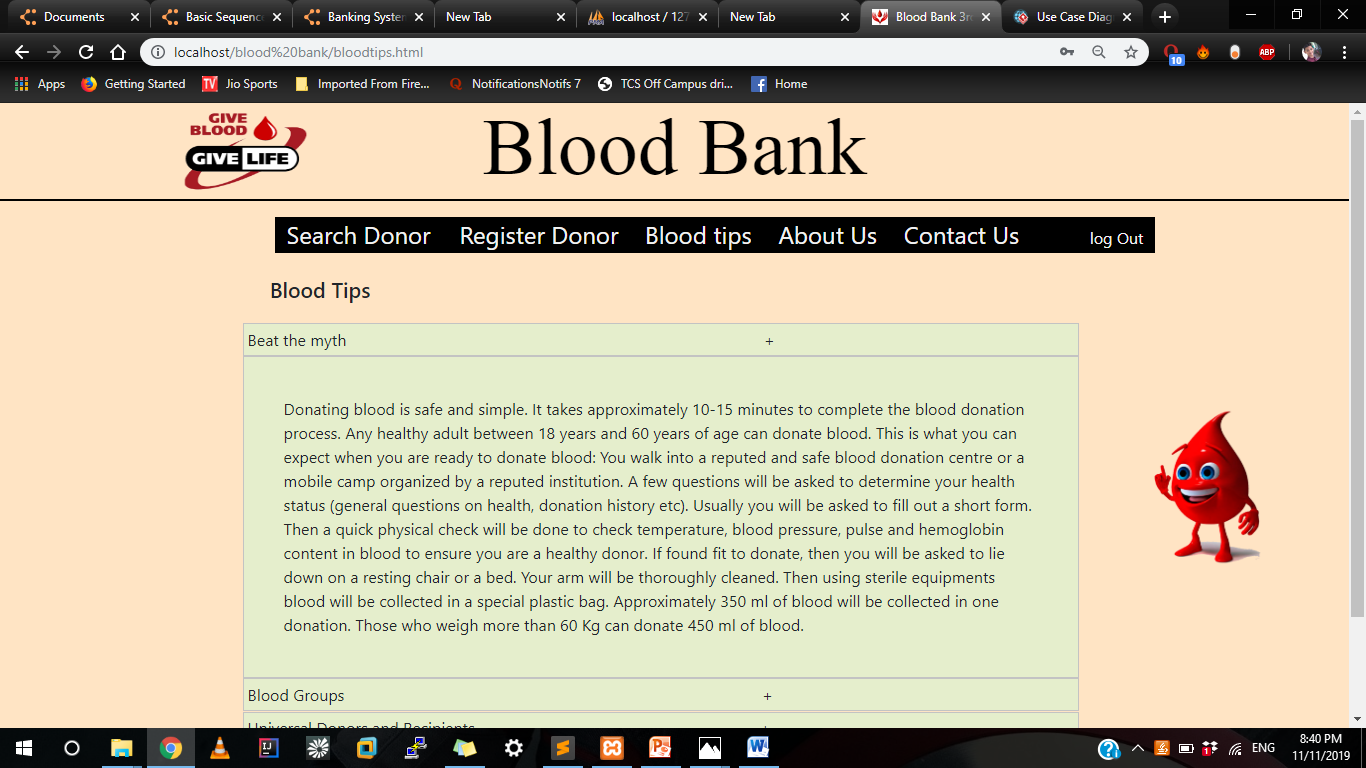 Documents
Basic Sequenc
Banking Syste
New Tab
localhost / 127
New Tab
Blood Bank 3r
Use Case Diag
localhost/blood%20bank/bloodtips.html
10
ABP
Apps
Getting Started
TV Jio Sports
Imported From Fire...
NotificationsNotifs 7
TCS Off Campus dri...
Home
GIVE
BLOOD
GIVE LIFE
Blood Bank
Search Donor Register Donor Blood tips About Us Contact Us log Out
Blood Tips
Beat the myth +
Donating blood is safe and simple. It takes approximately 10-15 minutes to complete the blood donation
process. Any healthy adult between 18 years and 60 years of age can donate blood. This is what you can
expect when you are ready to donate blood: You walk into a reputed and safe blood donation centre or a
mobile camp organized by a reputed institution. A few questions will be asked to determine your health
status (general questions on health, donation history etc). Usually you will be asked to fill out a short form.
Then a quick physical check will be done to check temperature, blood pressure, pulse and hemoglobin
content in blood to ensure you are a healthy donor. If found fit to donate, then you will be asked to lie
down on a resting chair or a bed. Your arm will be thoroughly cleaned. Then using sterile equipments
blood will be collected in a special plastic bag. Approximately 350 ml of blood will be collected in one
donation. Those who weigh more than 60 Kg can donate 450 ml of blood.
Blood Groups +
Universal Donors and Recipients +
ENG
8:40 PM
11/11/2019